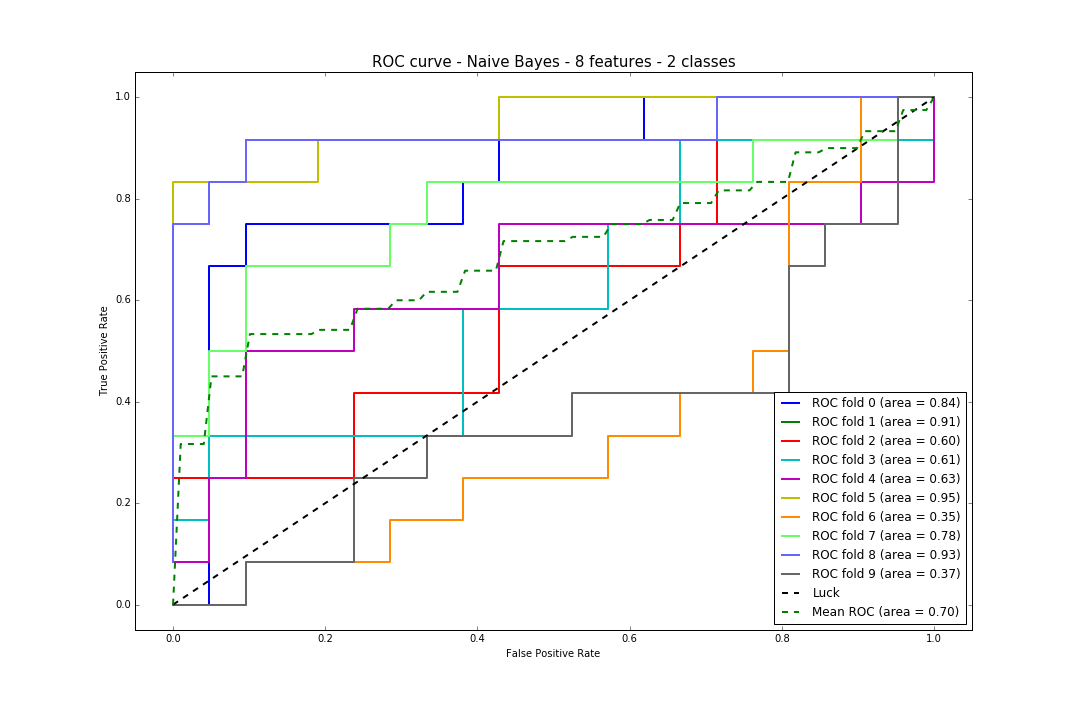 ROC curve - Naive Bayes - 8 features - 2 classes
1.0
0.8
0.6
0.4
0.2
0.0
True Positive Rate
0.0 0.2 0.4 0.6 0.8 1.0
False Positive Rate
ROC fold 0 (area = 0.84)
ROC fold 1 (area = 0.91)
ROC fold 2 (area = 0.60)
ROC fold 3 (area = 0.61)
ROC fold 4 (area = 0.63)
ROC fold 5 (area = 0.95)
ROC fold 6 (area = 0.35)
ROC fold 7 (area = 0.78)
ROC fold 8 (area = 0.93)
ROC fold 9 (area = 0.37)
Luck
Mean ROC (area = 0.70)